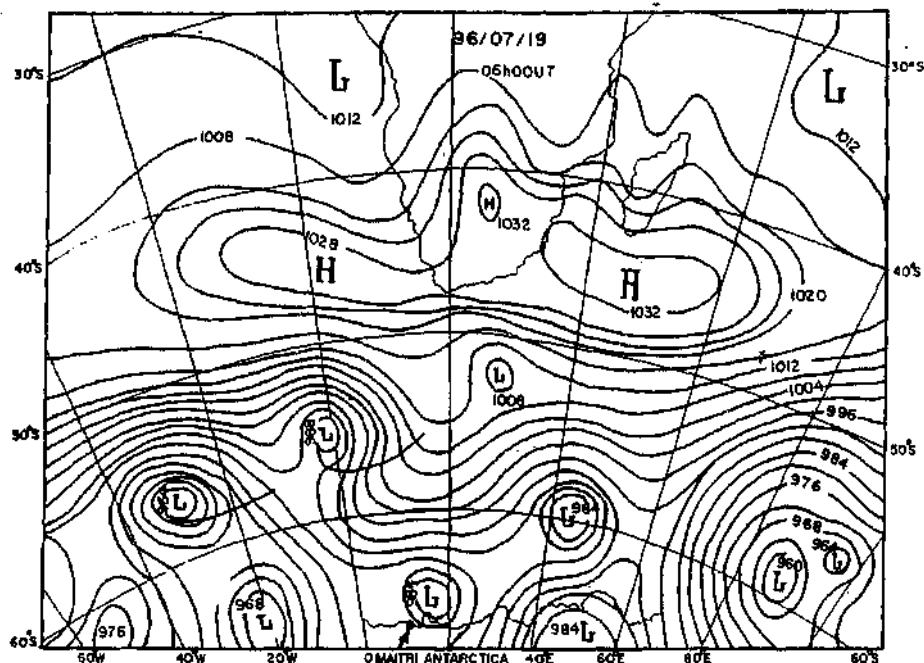 96/07/19
06h00UT
30°S
L
L
30°S
1012
1008
1012
H
1032
1028
H
H
40°S
40°S
1020
1032
1012
L
1004
1008
996
50°S
L
50°S
984
976
L
L
984
968
964
L
960
L
L
968
L
976
984
L
60°S
60°S
60W
40W
20W
0
MAITRI ANTARCTICA
40E
60E
80E